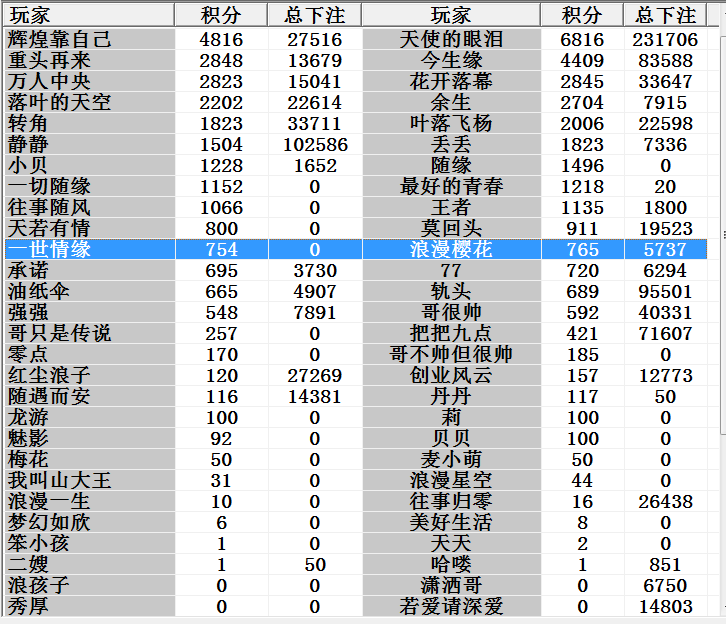 玩家 积分 总下注 玩家 积分 总下注
辉煌靠自己 4816 27516 天使的眼泪 6816 231706
重头再来 2848 13679 今生缘 4409 83588
万人中央 2823 15041 花开落幕 2845 33647
落叶的天空 2202 22614 余生 2704 7915
转角 1823 33711 叶落飞杨 2006 22598
静静 1504 102586 丢丢 1823 7336
小贝 1228 1652 随缘 1496 0
一切随缘 1152 0 最好的青春 1218 20
往事随风 1066 0 王者 1135 1800
天若有情 800 0 莫回头 911 19523
一世情缘 754 0 浪漫樱花 765 5737
承诺 695 3730 77 720 6294
油纸伞 665 4907 轨头 689 95501
强强 548 7891 哥很帅 592 40331
哥只是传说 257 0 把把九点 421 71607
零点 170 0 哥不帅但很帅 185 0
红尘浪子 120 27269 创业风云 157 12773
随遇而安 116 14381 丹丹 117 50
龙游 100 0 莉 100 0
魅影 92 0 贝贝 100 0
梅花 50 0 麦小萌 50 0
我叫山大王 31 0 浪漫星空 44 0
浪漫一生 10 0 往事归零 16 26438
梦幻如欣 6 0 美好生活 8 0
笨小孩 1 0 天天 2 0
二嫂 1 50 哈喽 1 851
浪孩子 0 0 潇洒哥 0 6750
秀厚 0 0 若爱请深爱 0 14803